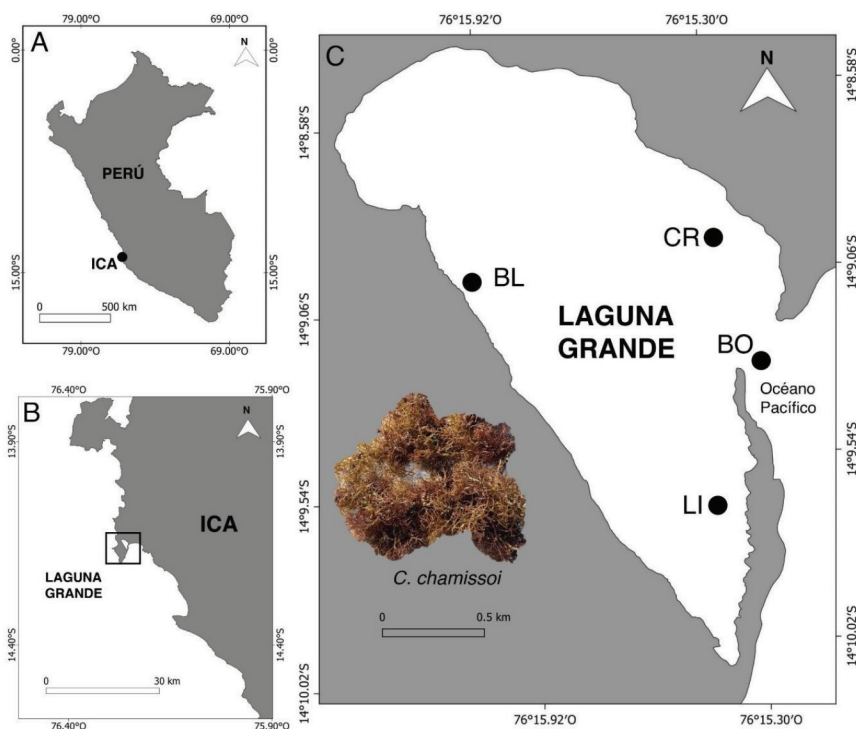 A
79.00°O
69.00°O
0.00°
0.00°
N
PERÚ
ICA
15.00°S
15.00°S
0
500 km
79.00°O
69.00°O
B
76.40°O
75.90°O
N
13.90°S
13.90°S
ICA
LAGUNA
GRANDE
14.40°S
14.40°S
0
30 km
76.40°O
75.90°O
C
76°15.92′O
76°15.30′O
N
14°8.58′S
14°8.58′S
CR
BL
14°9.06′S
14°9.06′S
LAGUNA
GRANDE
BO
Océano
Pacífico
14°9.54′S
14°9.54′S
LI
C. chamissoi
0
0.5 km
14°10.02′S
14°10.02′S
76°15.92′O
76°15.30′O